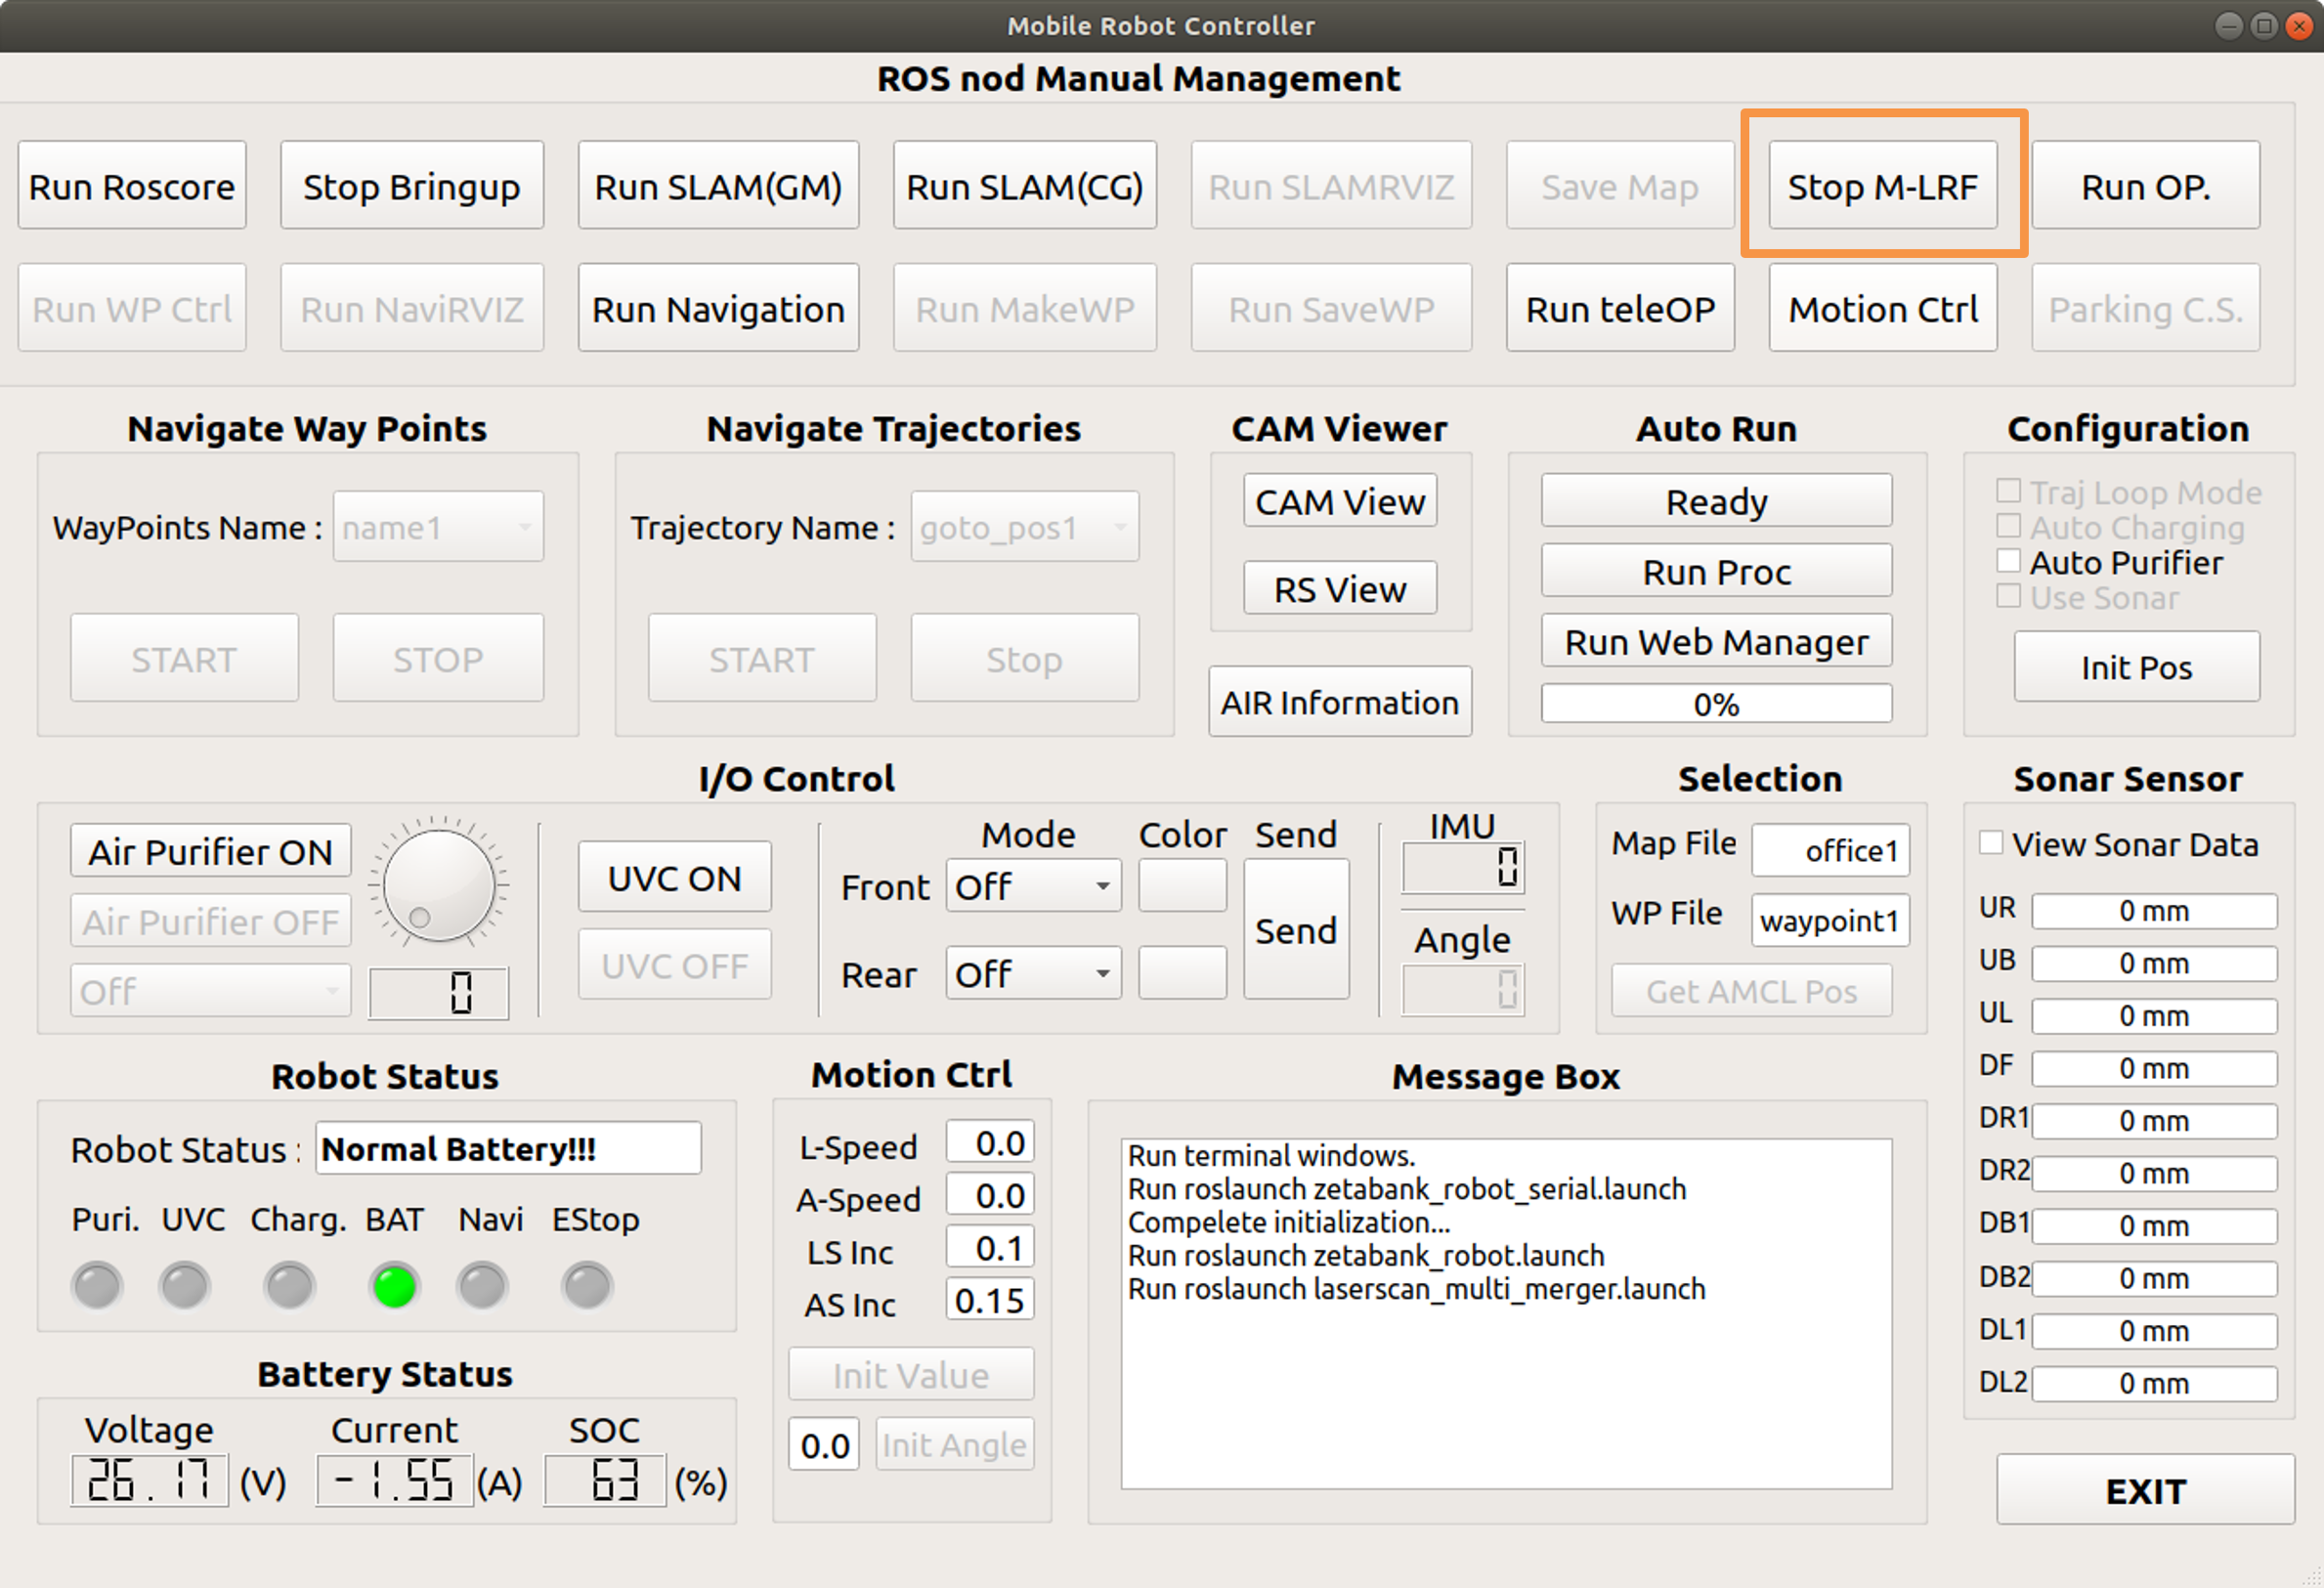 Mobile Robot Controller
ROS nod Manual Management
Run Roscore Stop Bringup Run SLAM(GM) Run SLAM(CG) Run SLAMRVIZ Save Map Stop M-LRF Run OP.
Run WP Ctrl Run NaviRVIZ Run Navigation Run MakeWP Run SaveWP Run teleOP Motion Ctrl Parking C.S.
Navigate Way Points
WayPoints Name : name1
START STOP
Navigate Trajectories
Trajectory Name : goto_pos1
START Stop
CAM Viewer
CAM View
RS View
AIR Information
Auto Run
Ready
Run Proc
Run Web Manager
0%
Configuration
Traj Loop Mode
Auto Charging
Auto Purifier
Use Sonar
Init Pos
I/O Control
Air Purifier ON
Air Purifier OFF
Off
0
UVC ON
UVC OFF
Mode Color Send
Front Off
Send
Rear Off
IMU
0
Angle
0
Selection
Map File office1
WP File waypoint1
Get AMCL Pos
Sonar Sensor
View Sonar Data
UR 0 mm
UB 0 mm
UL 0 mm
DF 0 mm
DR1 0 mm
DR2 0 mm
DB1 0 mm
DB2 0 mm
DL1 0 mm
DL2 0 mm
Robot Status
Robot Status : Normal Battery!!!
Puri. UVC Charg. BAT Navi EStop
Battery Status
Voltage Current SOC
26.17 (V) -1.55 (A) 63 (%)
Motion Ctrl
L-Speed 0.0
A-Speed 0.0
LS Inc 0.1
AS Inc 0.15
Init Value
0.0 Init Angle
Message Box
Run terminal windows.
Run roslaunch zetabank_robot_serial.launch
Compelete initialization...
Run roslaunch zetabank_robot.launch
Run roslaunch laserscan_multi_merger.launch
EXIT